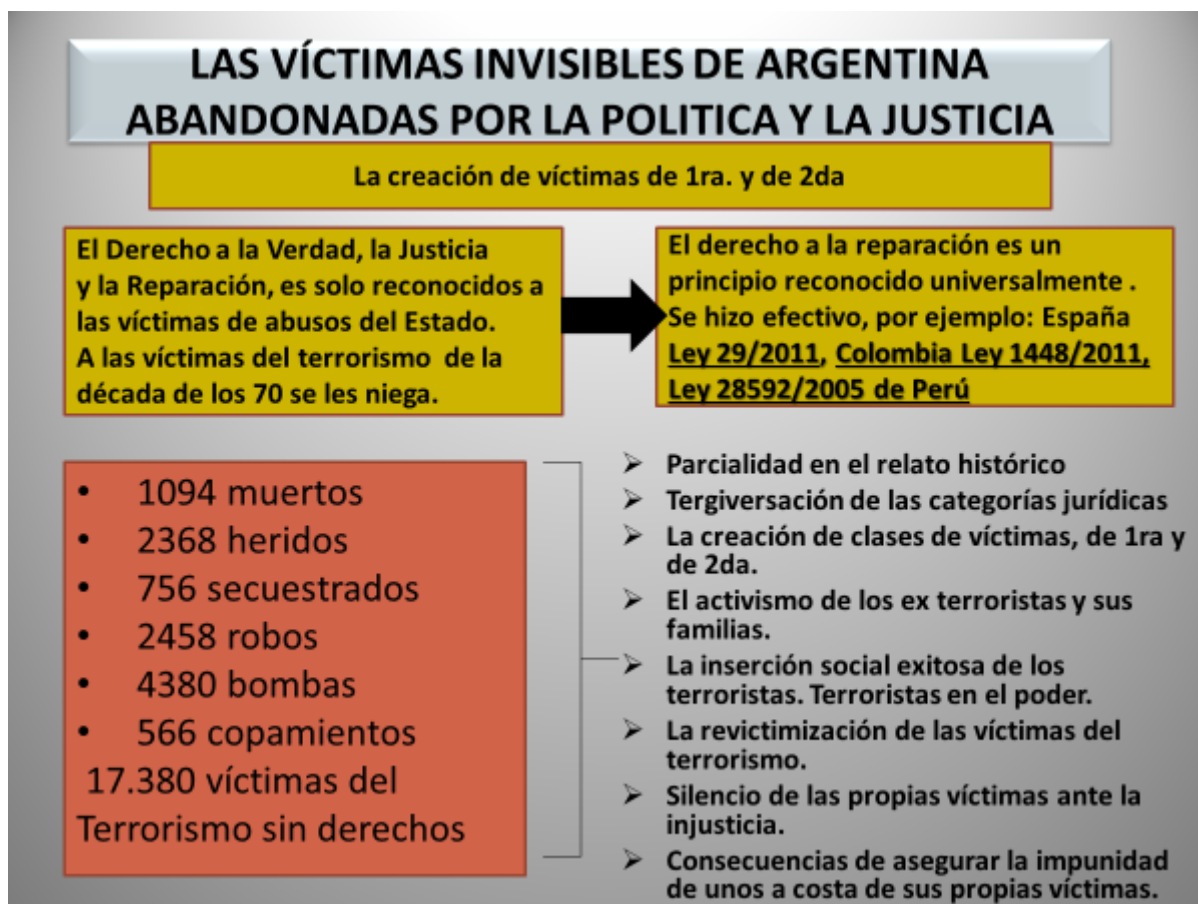 LAS VÍCTIMAS INVISIBLES DE ARGENTINA
ABANDONADAS POR LA POLITICA Y LA JUSTICIA
La creación de víctimas de 1ra. y de 2da
El Derecho a la Verdad, la Justicia
y la Reparación, es solo reconocidos a
las víctimas de abusos del Estado.
A las víctimas del terrorismo de la
década de los 70 se les niega.
El derecho a la reparación es un
principio reconocido universalmente .
Se hizo efectivo, por ejemplo: España
Ley 29/2011, Colombia Ley 1448/2011,
Ley 28592/2005 de Perú
• 1094 muertos
• 2368 heridos
• 756 secuestrados
• 2458 robos
• 4380 bombas
• 566 copamientos
17.380 víctimas del
Terrorismo sin derechos
➢ Parcialidad en el relato histórico
➢ Tergiversación de las categorías jurídicas
➢ La creación de clases de víctimas, de 1ra y
de 2da.
➢ El activismo de los ex terroristas y sus
familias.
➢ La inserción social exitosa de los
terroristas. Terroristas en el poder.
➢ La revictimización de las víctimas del
terrorismo.
➢ Silencio de las propias víctimas ante la
injusticia.
➢ Consecuencias de asegurar la impunidad
de unos a costa de sus propias víctimas.